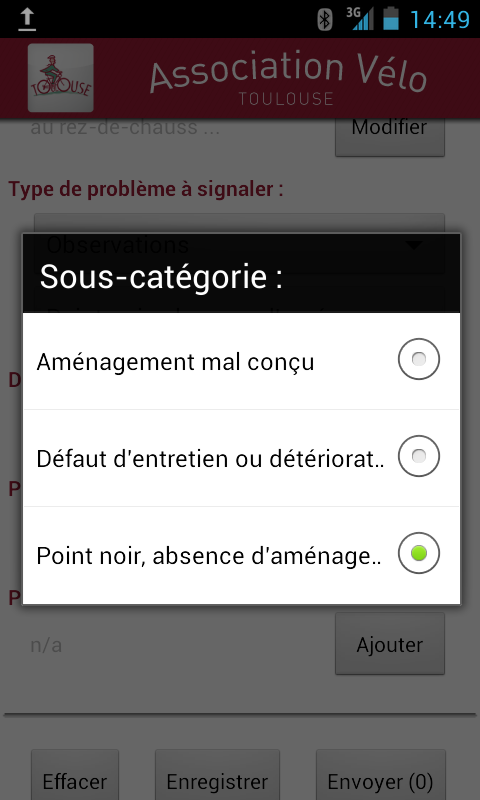 3G 14:49
TOYOUSE
Association Vélo
TOULOUSE
au rez-de-chauss ... Modifier
Type de problème à signaler :
Observations
Sous-catégorie :
Aménagement mal conçu
D
Défaut d'entretien ou détériorat..
P
Point noir, absence d'aménage..
P
n/a Ajouter
Effacer Enregistrer Envoyer (0)